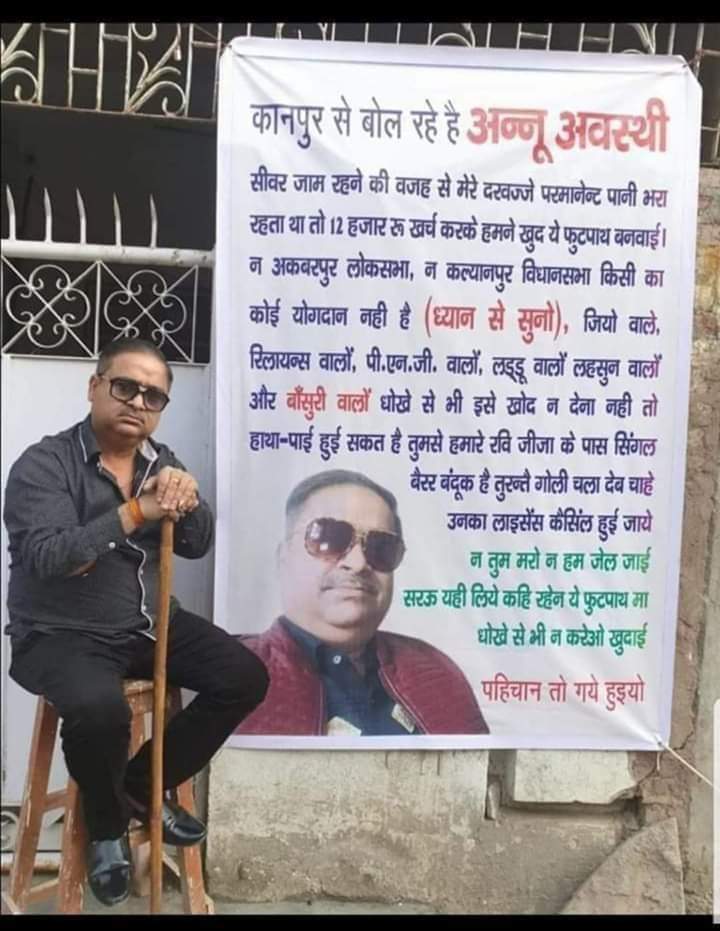 कानपुर से बोल रहे है अन्नू अवस्थी
सीवर जाम रहने की वजह से मेरे दरवज्जे परमानेन्ट पानी भरा
रहता था तो 12 हजार रू खर्च करके हमने खुद ये फुटपाथ बनवाई।
न अकबरपुर लोकसभा, न कल्यानपुर विधानसभा किसी का
कोई योगदान नही है (ध्यान से सुनो), जियो वाले,
रिलायन्स वालों, पी.एन.जी. वालों, लड्डू वालों लहसुन वालों
और बाँसुरी वालों धोखे से भी इसे खोद न देना नही तो
हाथा-पाई हुई सकत है तुमसे हमारे रवि जीजा के पास सिंगल
बैरर बंदूक है तुरन्तै गोली चला देब चाहे
उनका लाइसेंस कैसिंल हुई जाये
न तुम मरो न हम जेल जाई
सरऊ यही लिये कहि रहेन ये फुटपाथ मा
धोखे से भी न करेओ खुदाई
पहिचान तो गये हुइयो